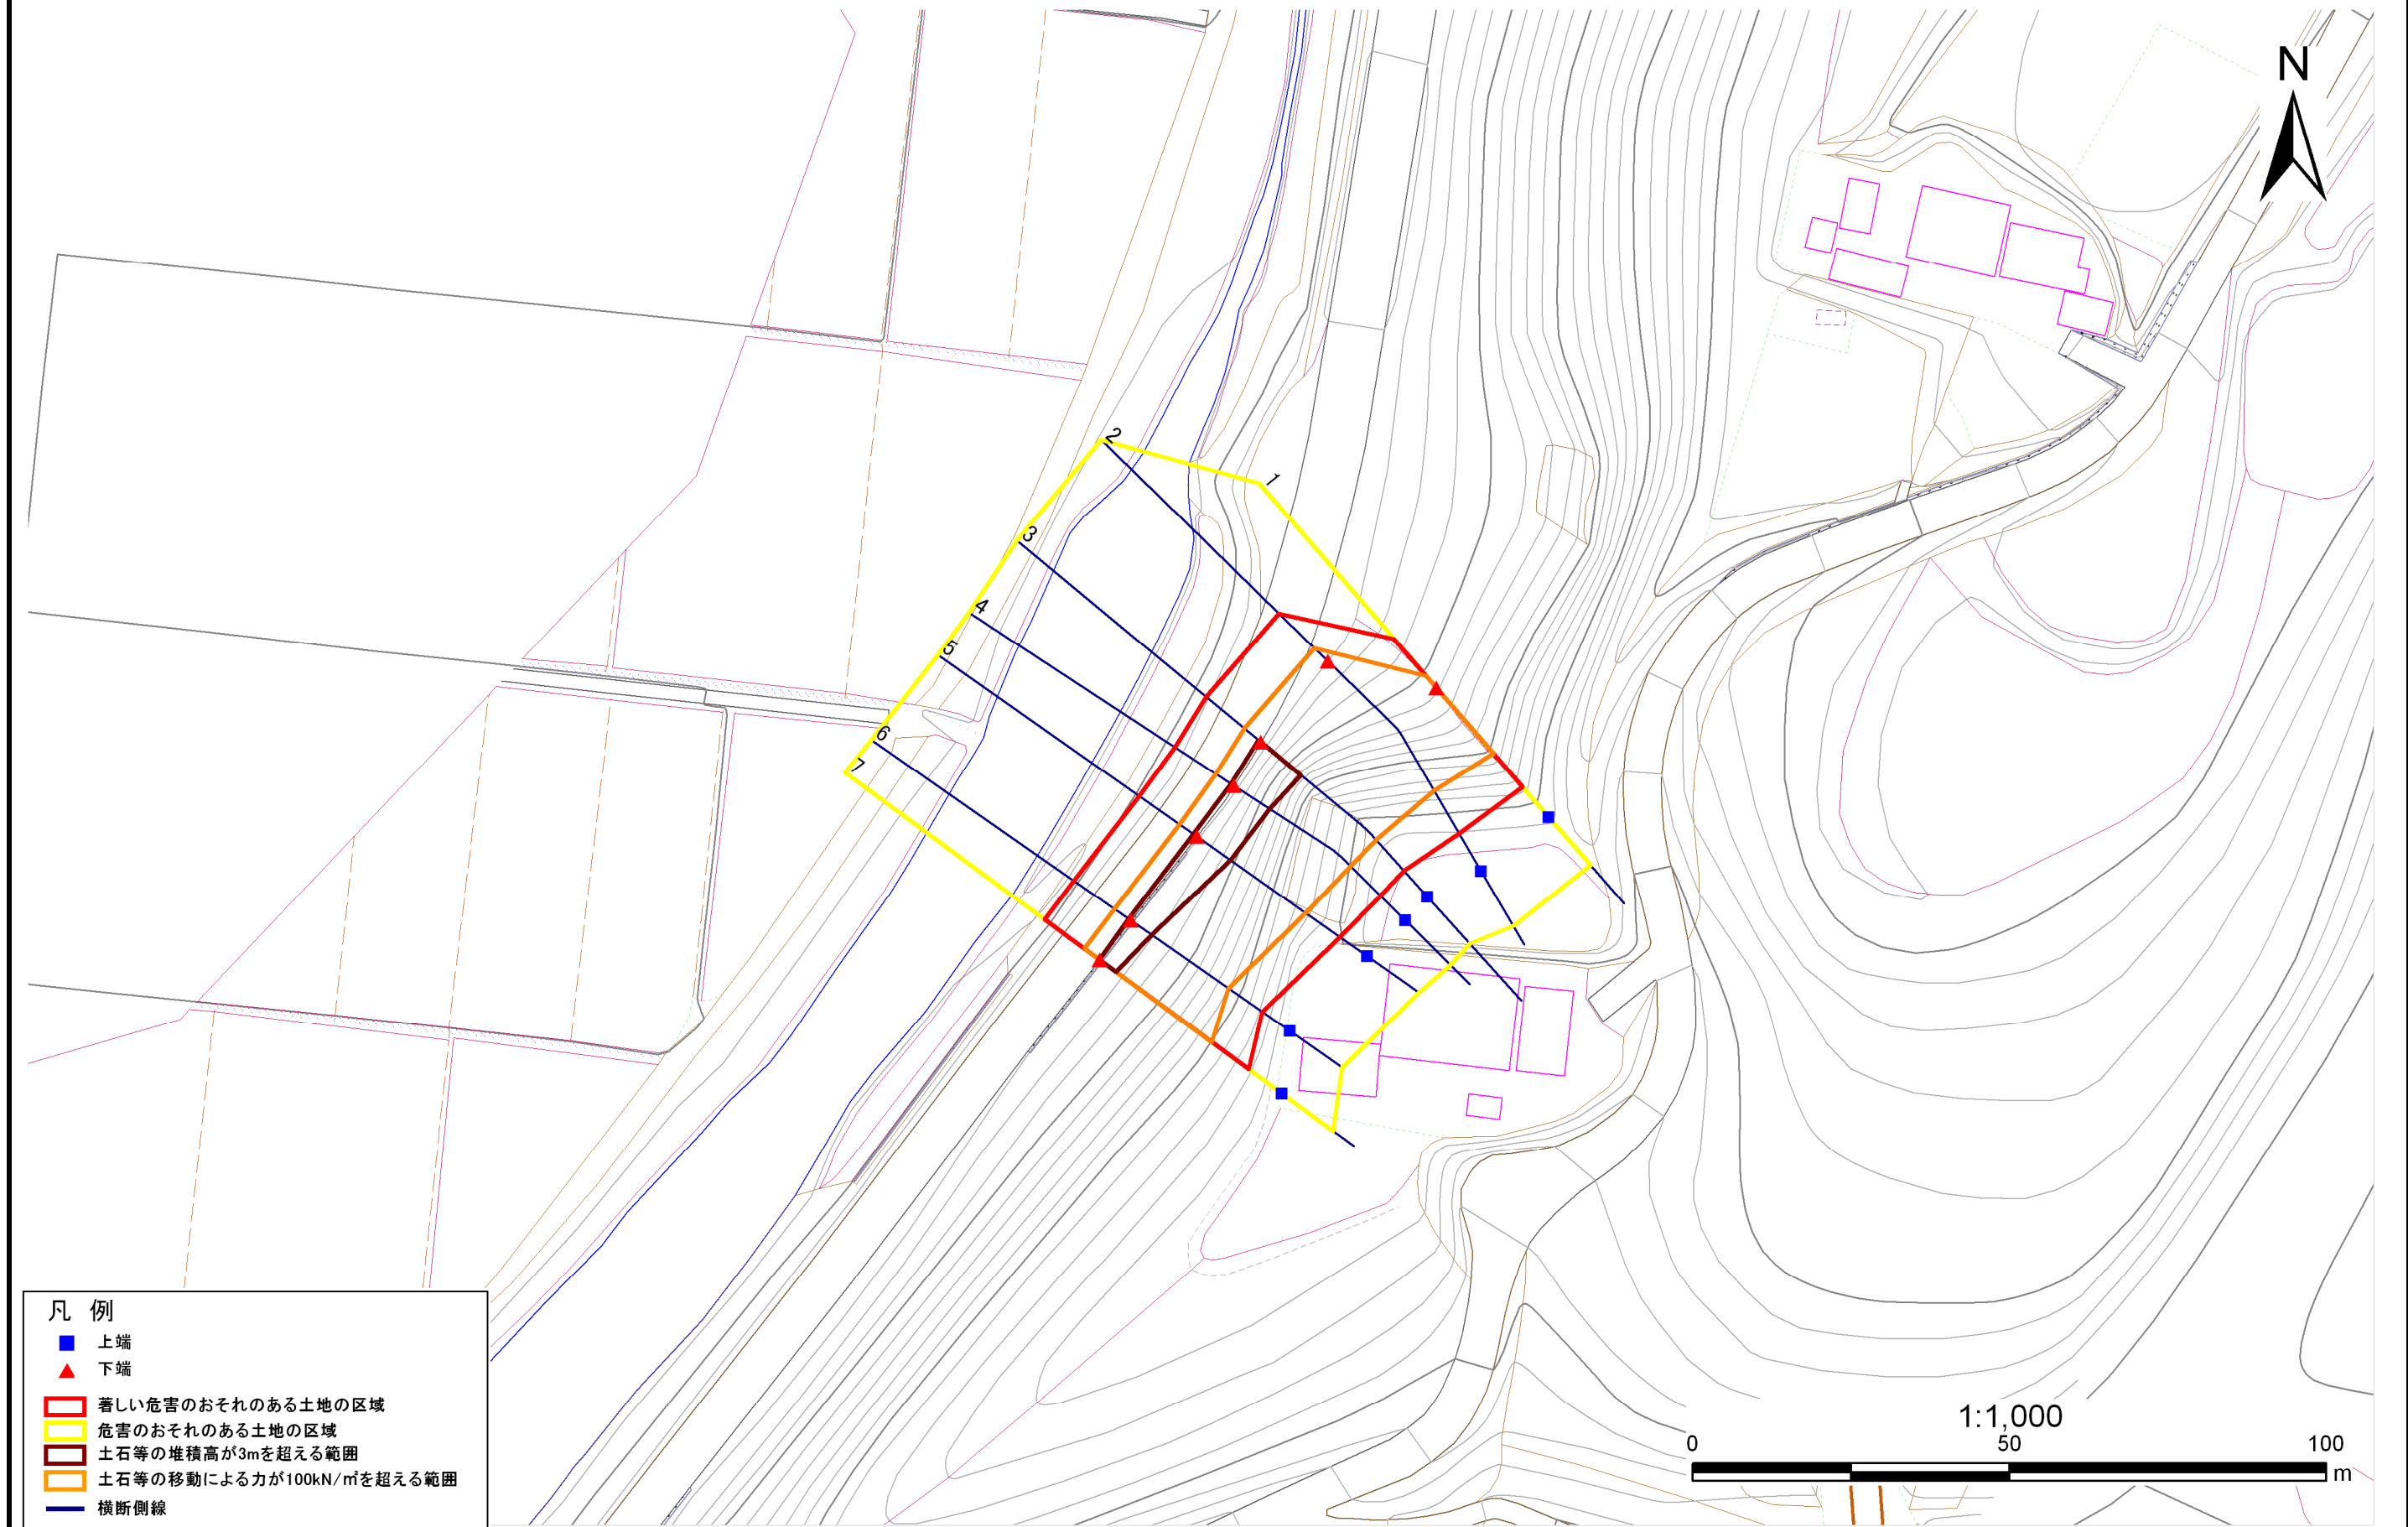 N
1
2
3
4
5
6
7
凡 例
上端
下端
著しい危害のおそれのある土地の区域
危害のおそれのある土地の区域
土石等の堆積高が3mを超える範囲
土石等の移動による力が100kN/㎡を超える範囲
横断側線
1:1,000
0 50 100
m